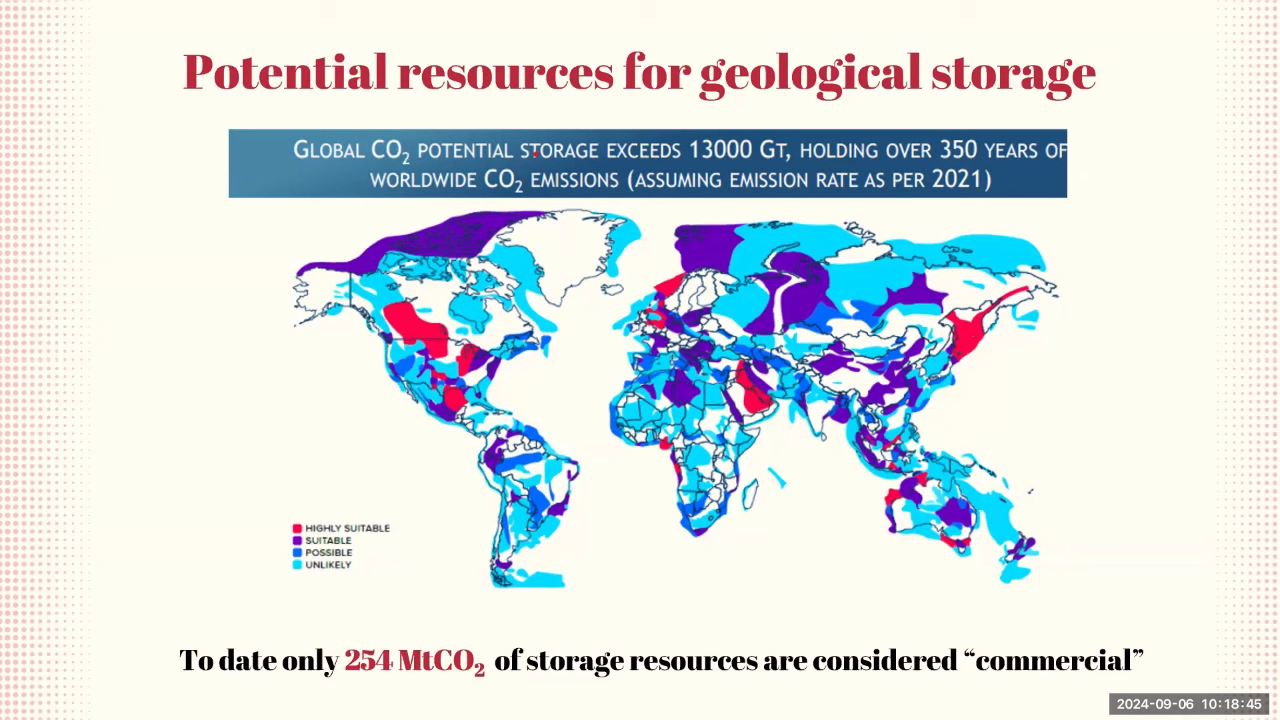 Potential resources for geological storage
GLOBAL CO₂ POTENTIAL STORAGE EXCEEDS 13000 GT, HOLDING OVER 350 YEARS OF
WORLDWIDE CO₂ EMISSIONS (ASSUMING EMISSION RATE AS PER 2021)
HIGHLY SUITABLE
SUITABLE
POSSIBLE
UNLIKELY
To date only 254 MtCO₂ of storage resources are considered “commercial”
2024-09-06 10:18:45